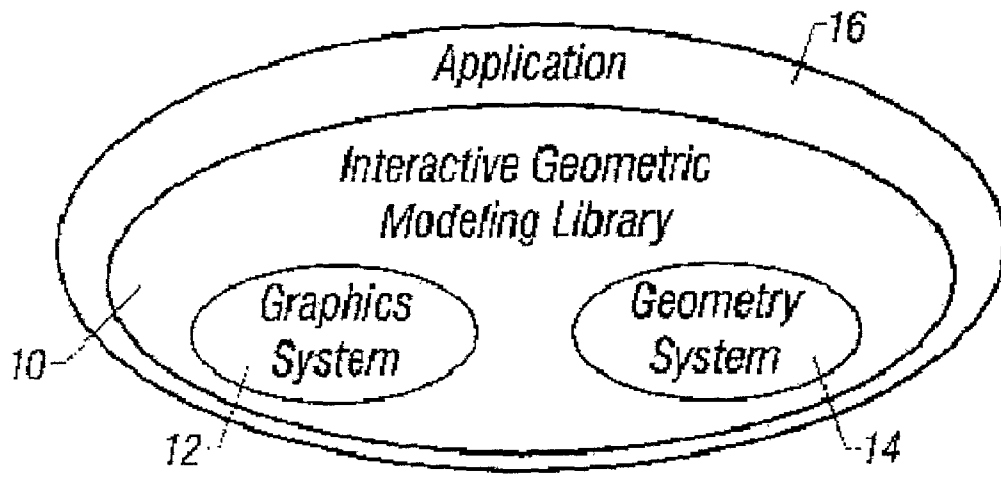 16
Application
Interactive Geometric
Modeling Library
Graphics
System
Geometry
System
10
12
14